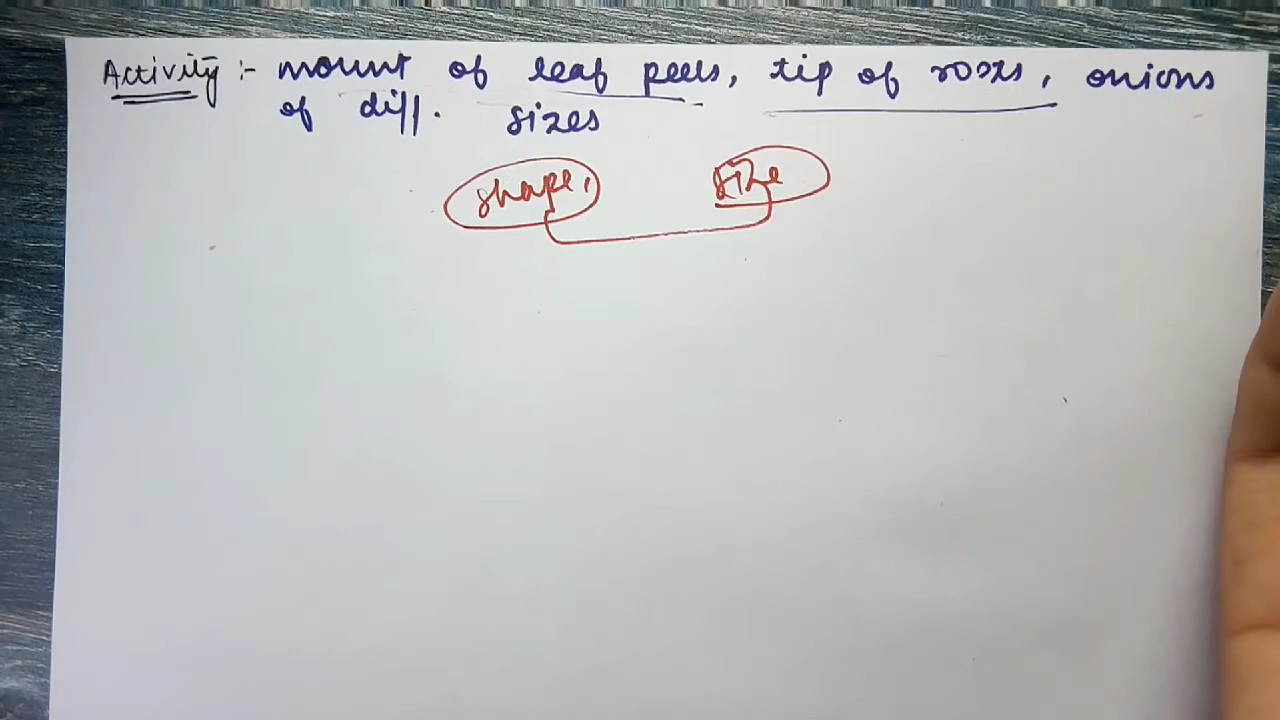 Activity :- mount of leaf peels, tip of roots, onions
of diff. sizes
shape, size